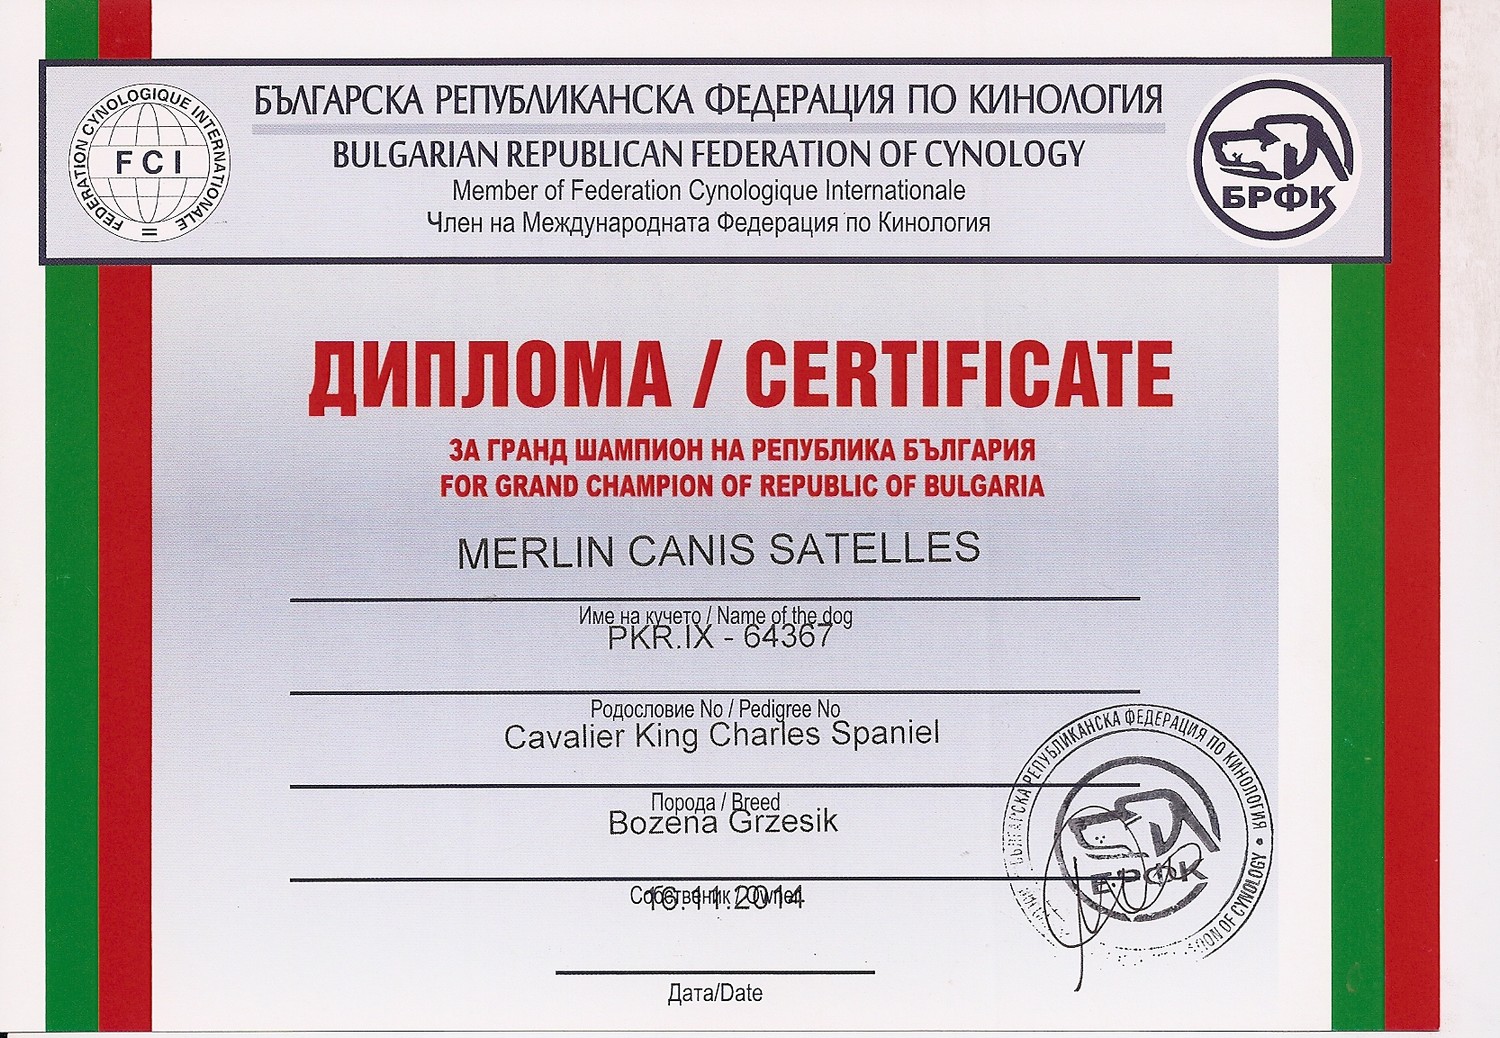 FEDERATION CYNOLOGIQUE INTERNATIONALE
FCI
БЪЛГАРСКА РЕПУБЛИКАНСКА ФЕДЕРАЦИЯ ПО КИНОЛОГИЯ
BULGARIAN REPUBLICAN FEDERATION OF CYNOLOGY
Member of Federation Cynologique Internationale
Член на Международната Федерация по Кинология
БРФК
ДИПЛОМА / CERTIFICATE
ЗА ГРАНД ШАМПИОН НА РЕПУБЛИКА БЪЛГАРИЯ
FOR GRAND CHAMPION OF REPUBLIC OF BULGARIA
MERLIN CANIS SATELLES
Име на кучето / Name of the dog
PKR.IX - 64367
Родословие No / Pedigree No
Cavalier King Charles Spaniel
Порода / Breed
Bozena Grzesik
Собственик / Owner
16.11.2014
Дата/Date
БЪЛГАРСКА РЕПУБЛИКАНСКА ФЕДЕРАЦИЯ ПО КИНОЛОГИЯ
OF CYNOLOGY
БРФК